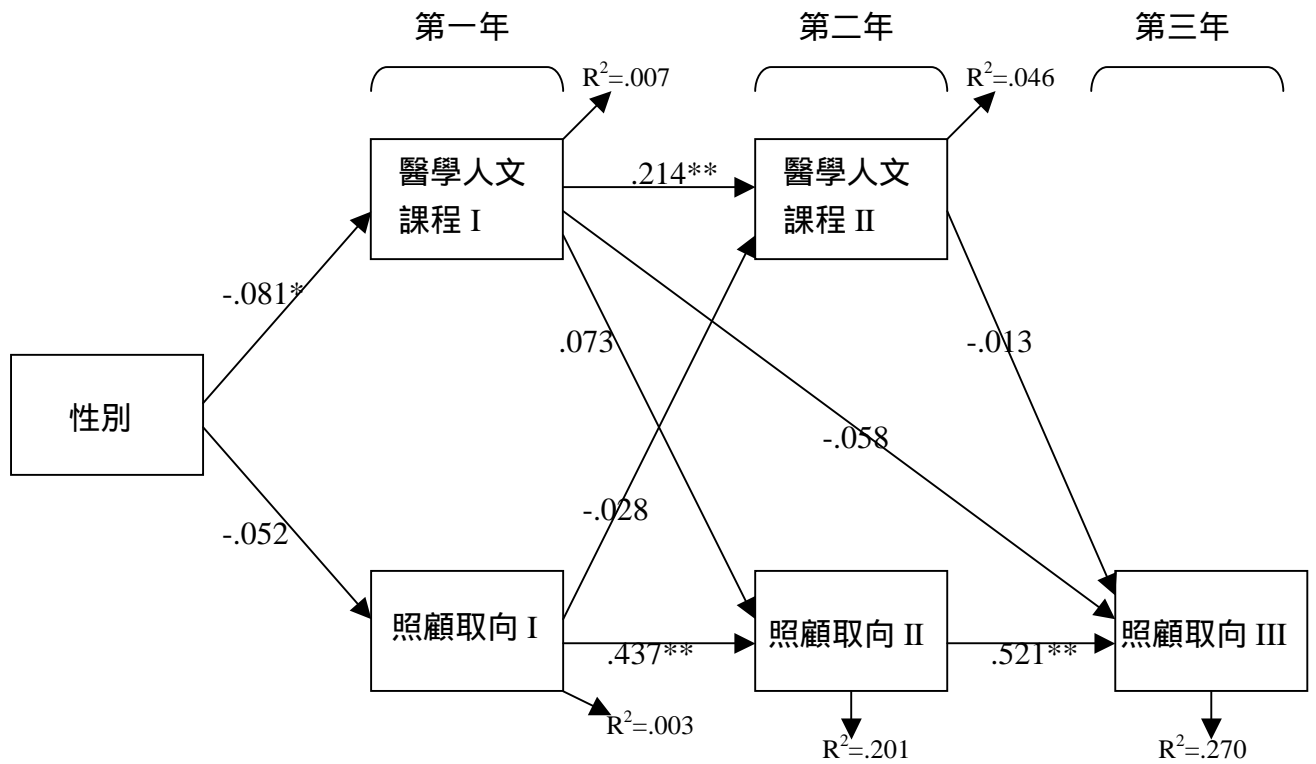 第一年
第二年
第三年
R²=.007
R²=.046
醫學人文
課程 I
.214**
醫學人文
課程 II
-.081*
.073
-.013
性別
-.058
-.028
-.052
照顧取向 I
.437**
照顧取向 II
.521**
照顧取向 III
R²=.003
R²=.201
R²=.270